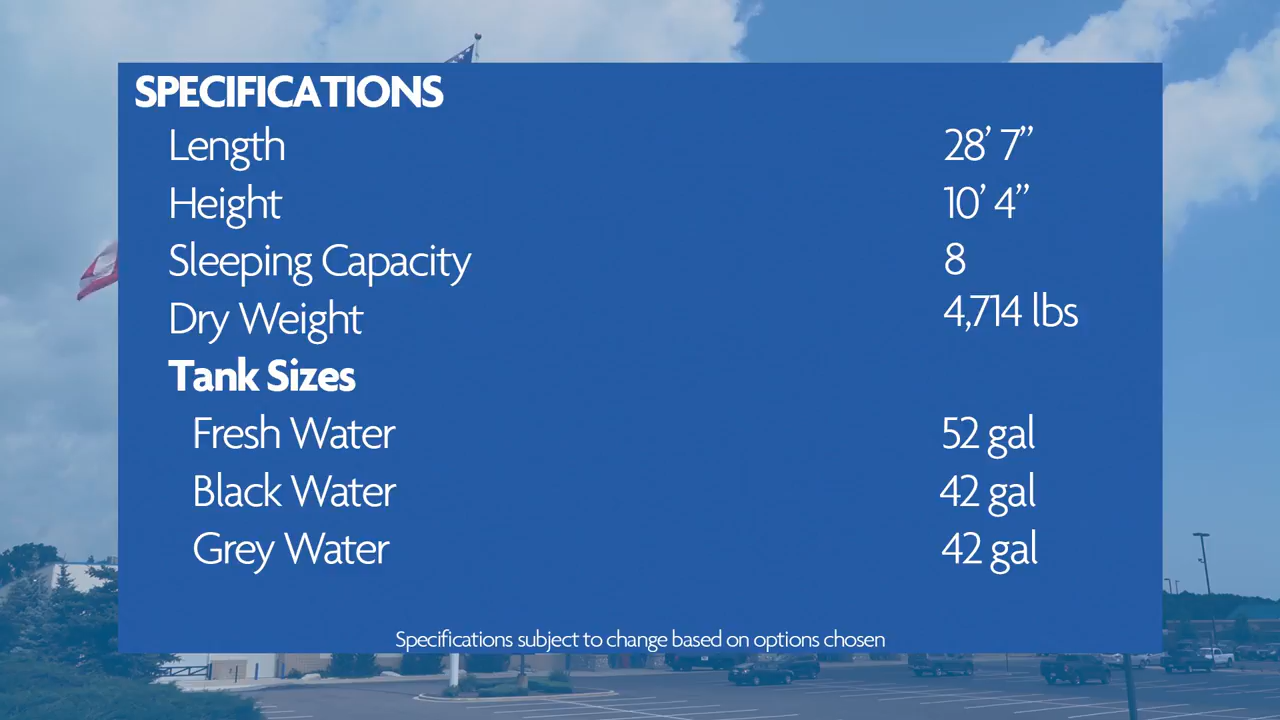 SPECIFICATIONS
Length 28’ 7”
Height 10’ 4”
Sleeping Capacity 8
Dry Weight 4,714 lbs
Tank Sizes
Fresh Water 52 gal
Black Water 42 gal
Grey Water 42 gal
Specifications subject to change based on options chosen